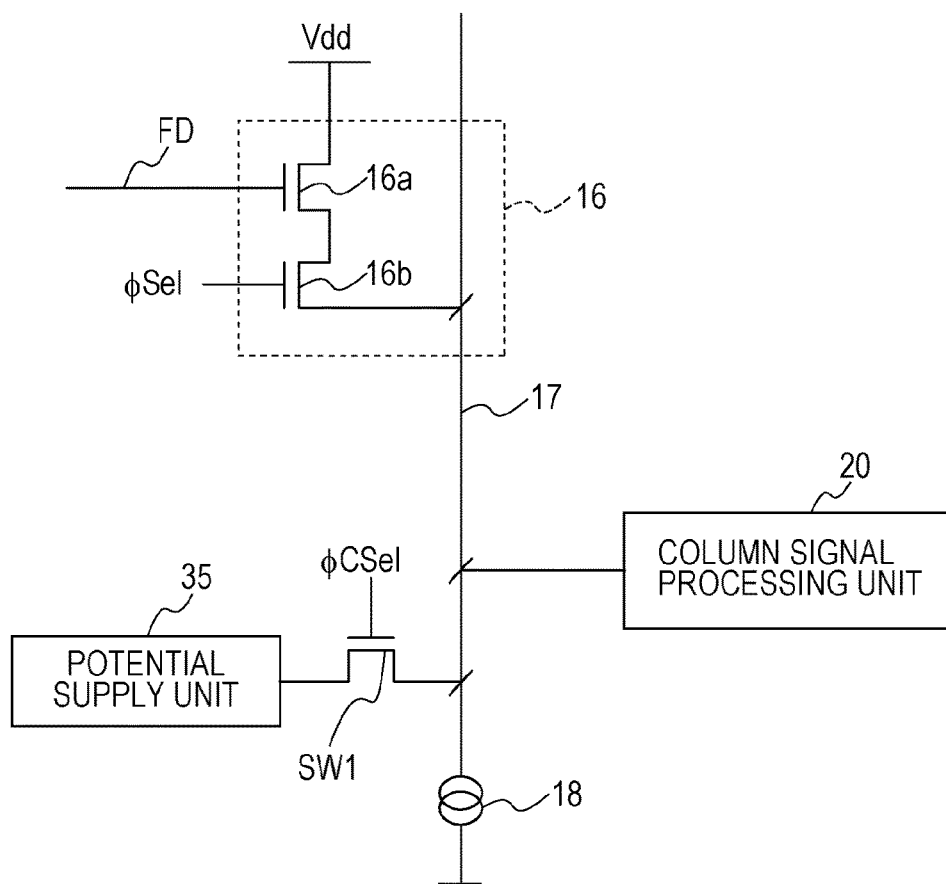 Vdd
FD
16a
16
16b
ϕSel
17
20
COLUMN SIGNAL
PROCESSING UNIT
ϕCSel
35
POTENTIAL
SUPPLY UNIT
SW1
18